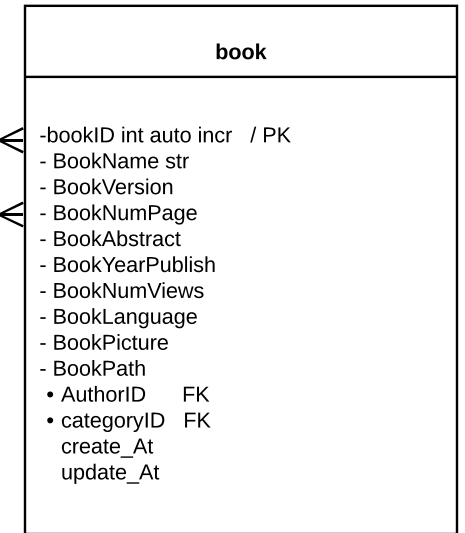 book
-bookID int auto incr / PK
- BookName str
- BookVersion
- BookNumPage
- BookAbstract
- BookYearPublish
- BookNumViews
- BookLanguage
- BookPicture
- BookPath
• AuthorID FK
• categoryID FK
create_At
update_At